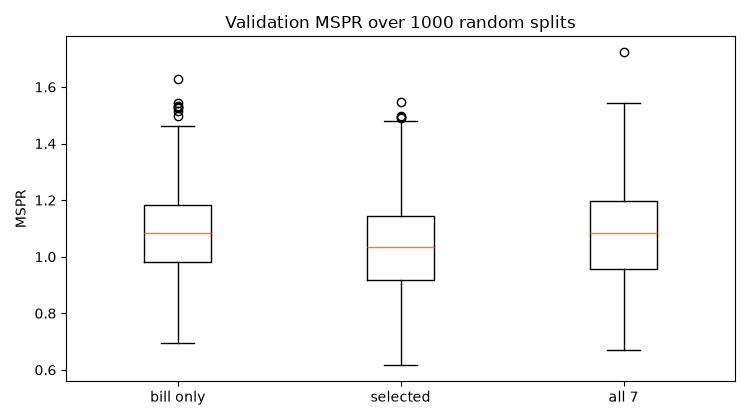 Validation MSPR over 1000 random splits
MSPR
1.6
1.4
1.2
1.0
0.8
0.6
bill only
selected
all 7